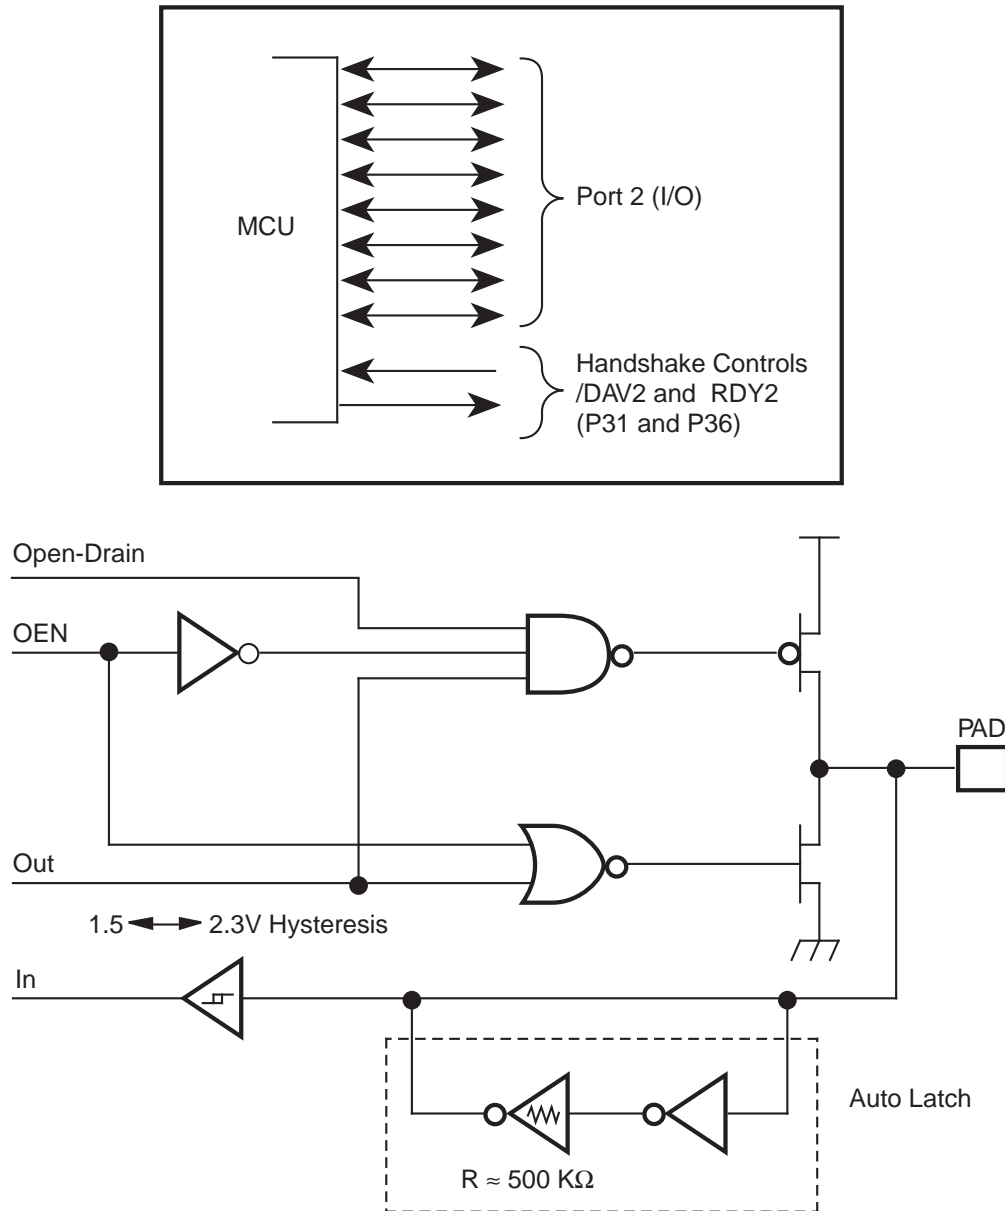 MCU
Port 2 (I/O)
Handshake Controls
/DAV2 and RDY2
(P31 and P36)
Open-Drain
OEN
PAD
Out
1.5 2.3V Hysteresis
In
Auto Latch
R ≈ 500 KΩ